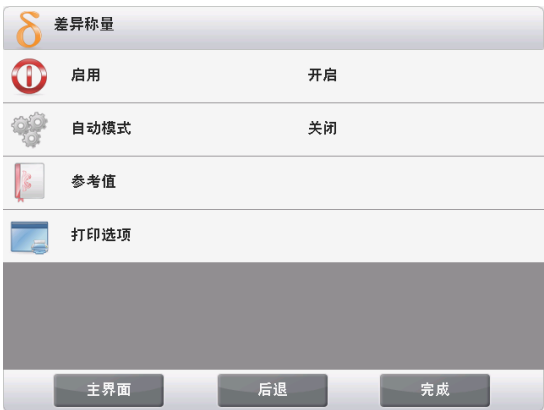 δ 差异称量
启用 开启
自动模式 关闭
参考值
打印选项
主界面 后退 完成